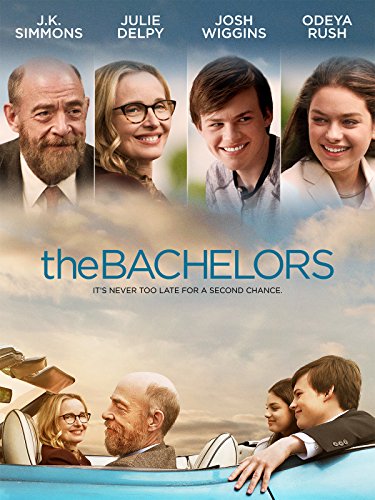 J.K. SIMMONS
JULIE DELPY
JOSH WIGGINS
ODEYA RUSH
theBACHELORS
IT'S NEVER TOO LATE FOR A SECOND CHANCE.